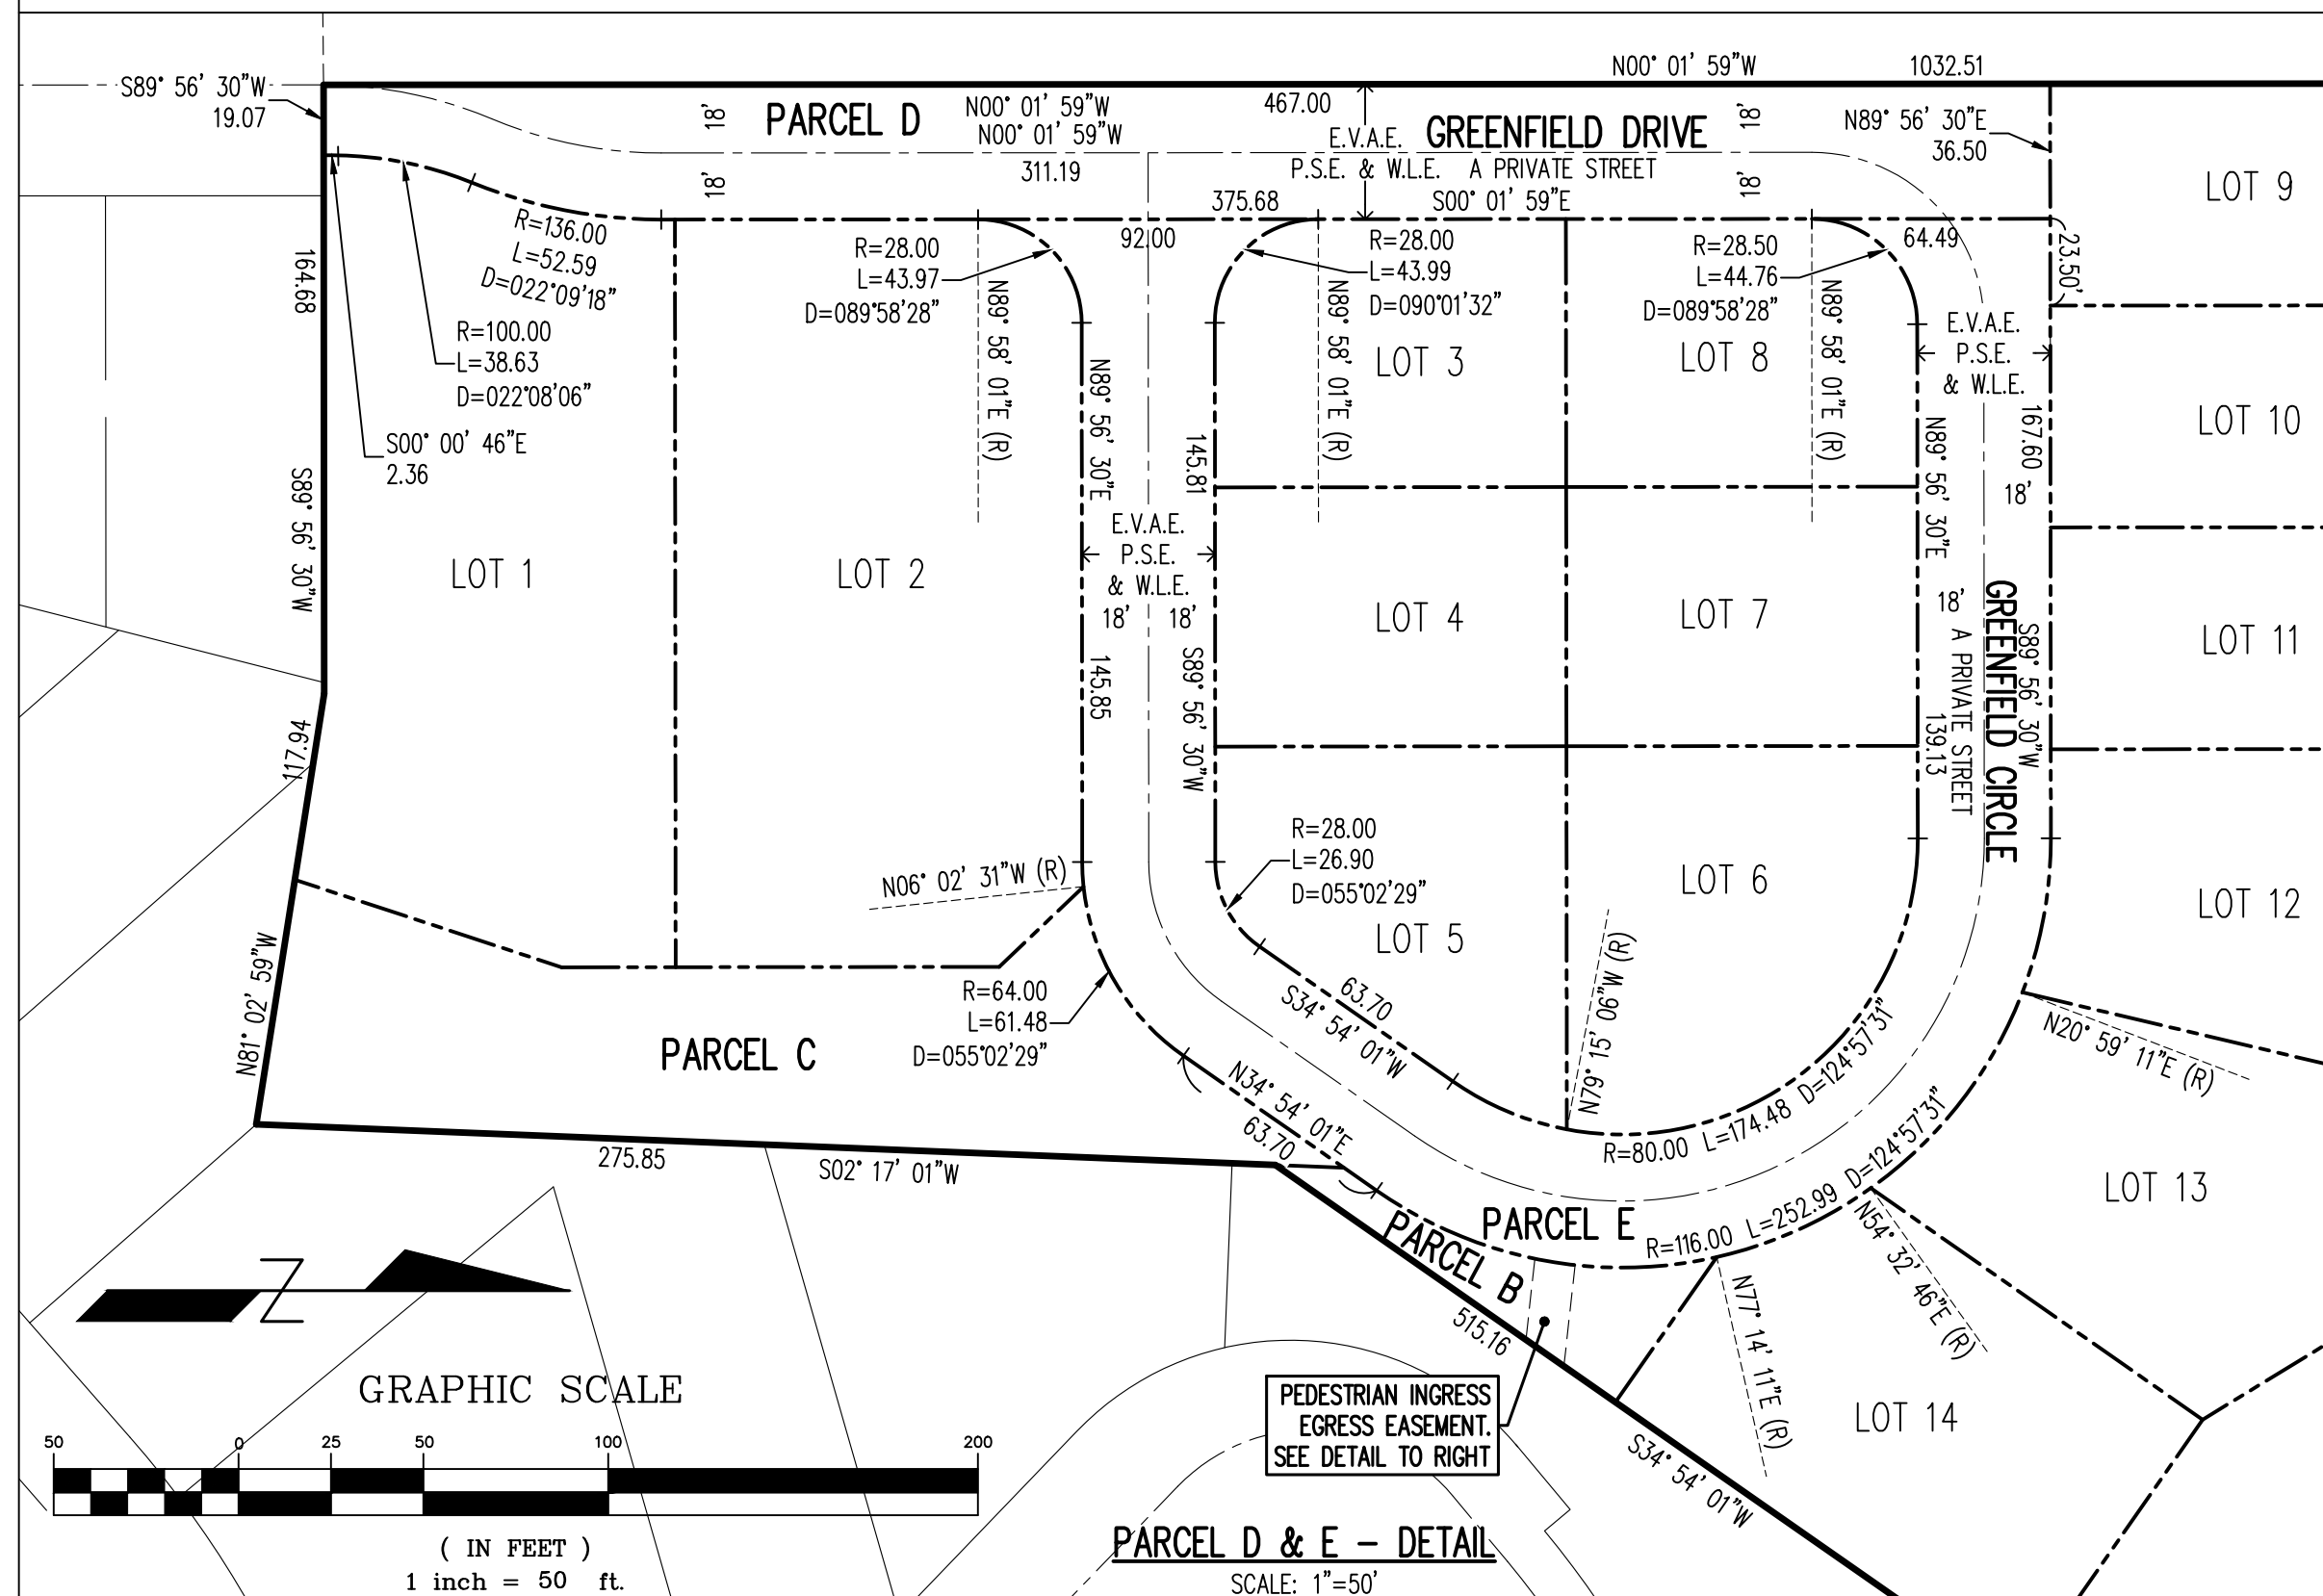 N00° 01' 59"W 1032.51
S89° 56' 30"W
19.07
PARCEL D
18'
N00° 01' 59"W
467.00
N00° 01' 59"W
E.V.A.E.
GREENFIELD DRIVE
18'
N89° 56' 30"E
36.50
P.S.E. & W.L.E. A PRIVATE STREET
311.19
18'
375.68
S00° 01' 59"E
18'
LOT 9
R=136.00
L=52.59
D=022°09'18"
92.00
64.49
23.50'
R=28.00
L=43.97
D=089°58'28"
R=28.00
L=43.99
D=090°01'32"
R=28.50
L=44.76
D=089°58'28"
164.68
N89° 58' 01"E (R)
N89° 58' 01"E (R)
N89° 58' 01"E (R)
R=100.00
L=38.63
D=022°08'06"
S00° 00' 46"E
2.36
LOT 3
LOT 8
E.V.A.E.
P.S.E.
& W.L.E.
N89° 56' 30"E
145.81
N89° 56' 30"E
167.60
18'
LOT 10
S89° 56' 30"W
E.V.A.E.
P.S.E.
& W.L.E.
18' 18'
LOT 1
LOT 2
LOT 4
LOT 7
18'
GREENFIELD CIRCLE
A PRIVATE STREET
S89° 56' 30"W
LOT 11
145.85
S89° 56' 30"W
139.13
117.94
N06° 02' 31"W (R)
R=28.00
L=26.90
D=055°02'29"
LOT 5
LOT 6
LOT 12
N81° 02' 59"W
R=64.00
L=61.48
D=055°02'29"
63.70
S34° 54' 01"W
N79° 15' 06"W (R)
N20° 59' 11"E (R)
PARCEL C
N34° 54' 01"E
63.70
R=80.00 L=174.48 D=124°57'31"
275.85
S02° 17' 01"W
PARCEL E
R=116.00 L=252.99 D=124°57'31"
LOT 13
PARCEL B
N54° 32' 46"E (R)
N77° 14' 11"E (R)
515.16
Z
GRAPHIC SCALE
PEDESTRIAN INGRESS
EGRESS EASEMENT.
SEE DETAIL TO RIGHT
LOT 14
S34° 54' 01"W
50 0 25 50 100 200
( IN FEET )
1 inch = 50 ft.
PARCEL D & E - DETAIL
SCALE: 1"=50'